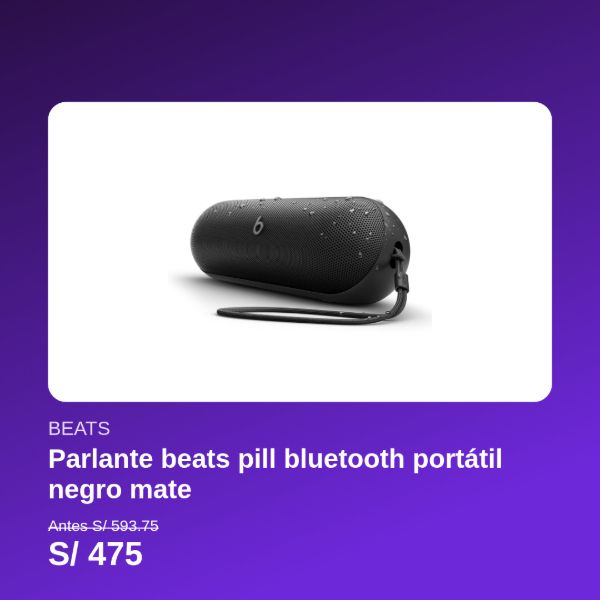 BEATS
Parlante beats pill bluetooth portátil
negro mate
Antes S/ 593.75
S/ 475